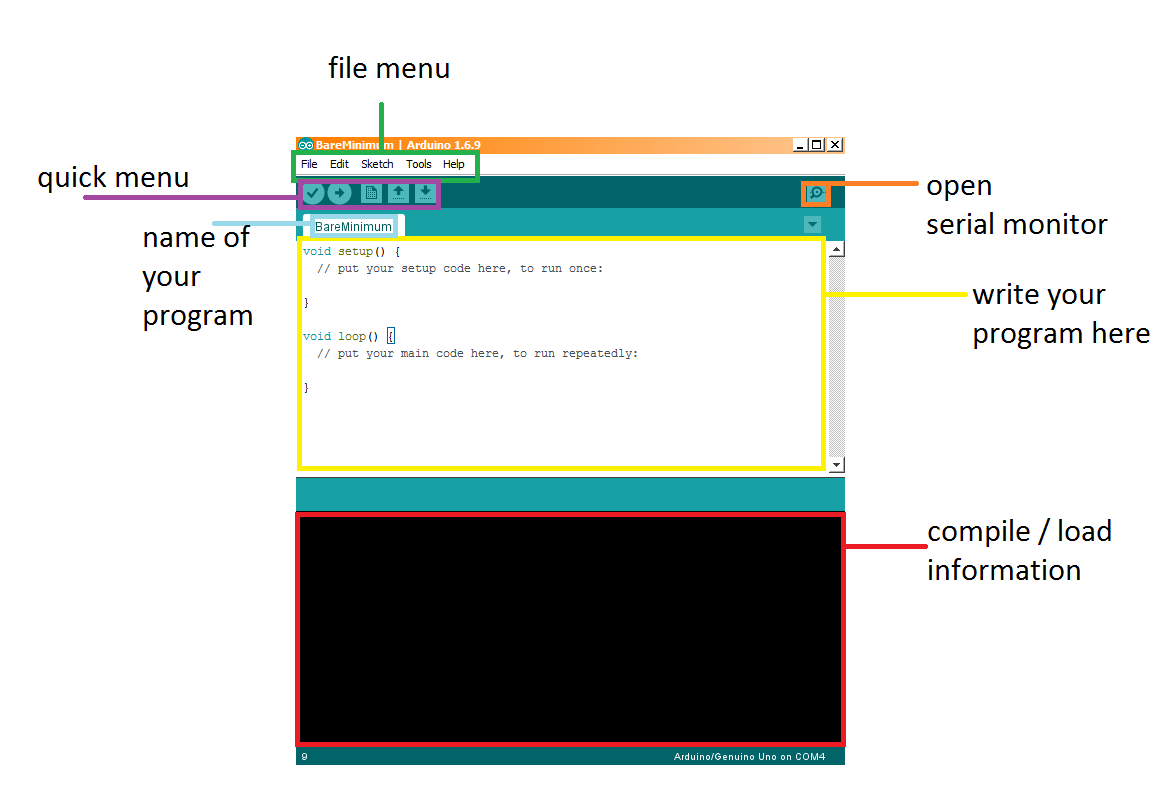 file menu
BareMinimum | Arduino 1.6.9
File Edit Sketch Tools Help
quick menu
open
serial monitor
name of
your
program
BareMinimum
void setup() {
// put your setup code here, to run once:
}
void loop() {
// put your main code here, to run repeatedly:
}
write your
program here
compile / load
information
9
Arduino/Genuino Uno on COM4